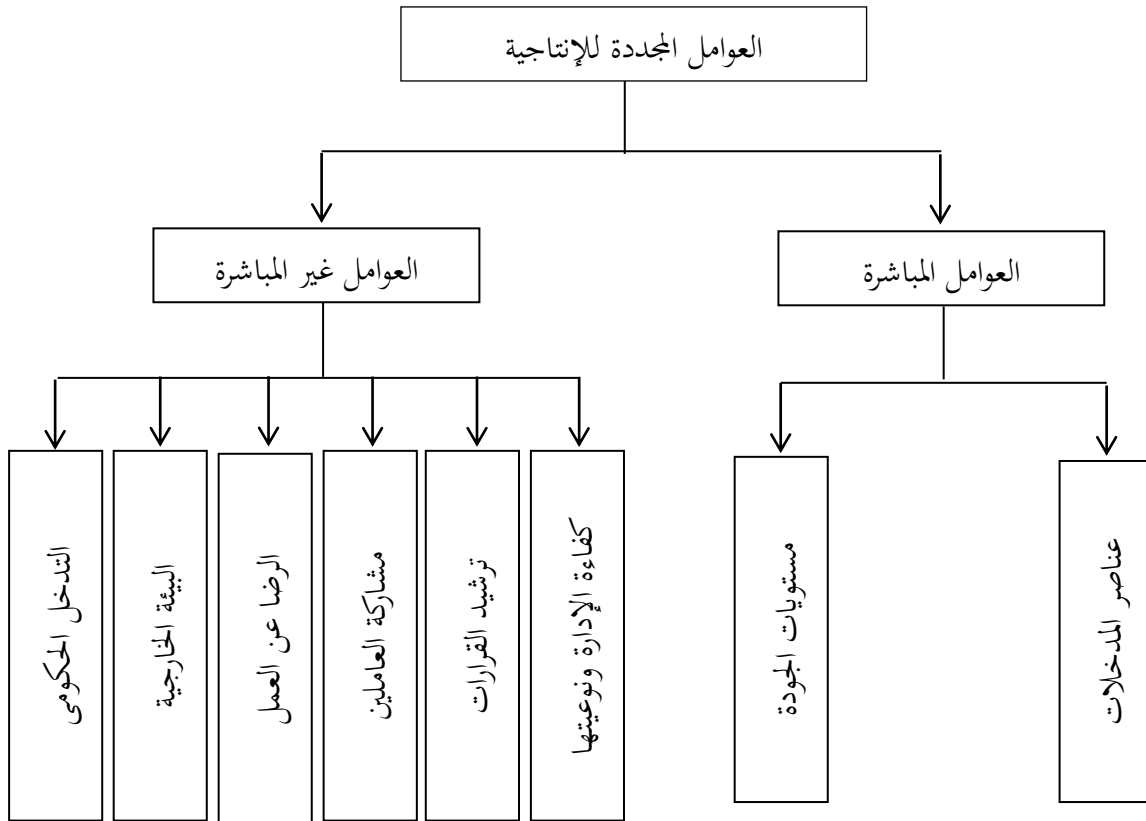 العوامل المجددة للإنتاجية
العوامل المباشرة
العوامل غير المباشرة
عناصر المدخلات
مستويات الجودة
كفاءة الإدارة ونوعيتها
ترشيد القرارات
مشاركة العاملين
الرضا عن العمل
البيئة الخارجية
التدخل الحكومى